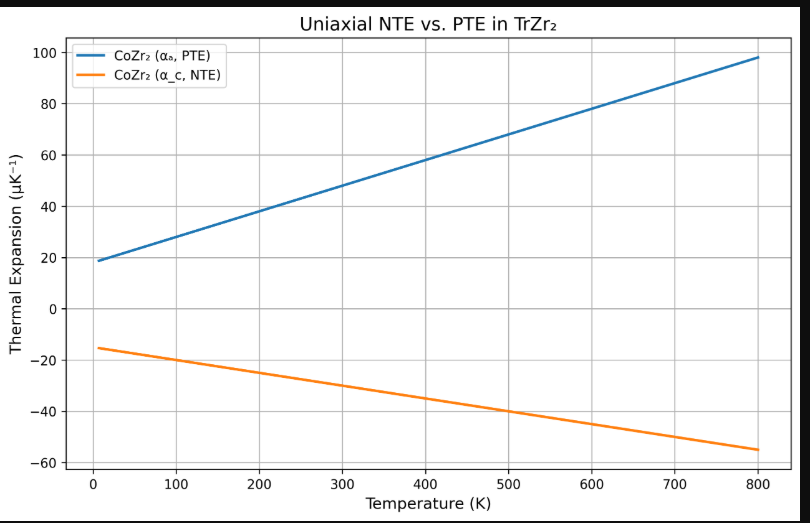 Uniaxial NTE vs. PTE in TrZr₂
CoZr₂ (αₐ, PTE)
CoZr₂ (α_c, NTE)
Thermal Expansion (μK⁻¹)
100
80
60
40
20
0
−20
−40
−60
0 100 200 300 400 500 600 700 800
Temperature (K)